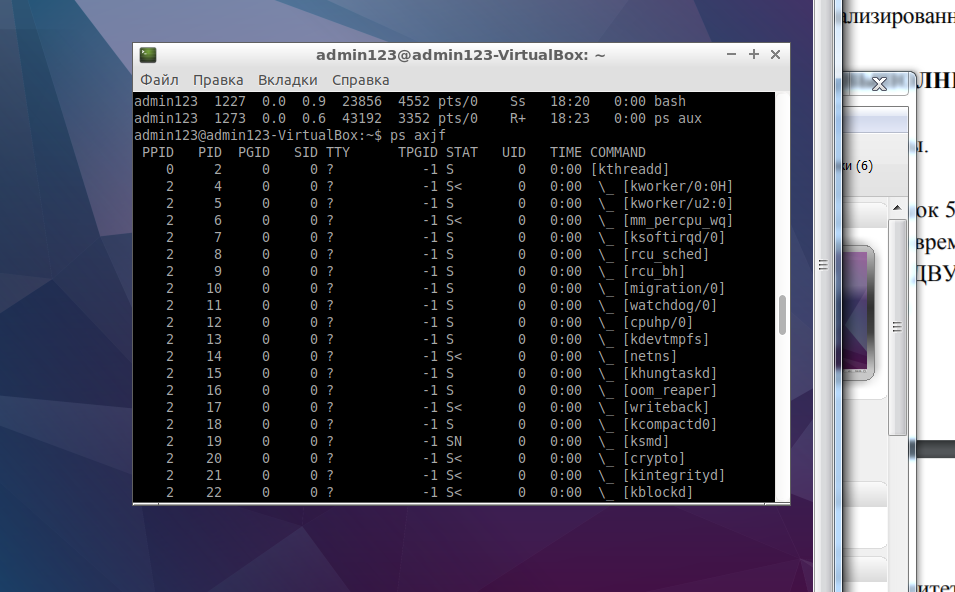 admin123@admin123-VirtualBox: ~
Файл Правка Вкладки Справка
admin123 1227 0.0 0.9 23856 4552 pts/0 Ss 18:20 0:00 bash
admin123 1273 0.0 0.6 43192 3352 pts/0 R+ 18:23 0:00 ps aux
admin123@admin123-VirtualBox:~$ ps axjf
PPID PID PGID SID TTY TPGID STAT UID TIME COMMAND
0 2 0 0 ? -1 S 0 0:00 [kthreadd]
2 4 0 0 ? -1 S< 0 0:00 \_ [kworker/0:0H]
2 5 0 0 ? -1 S 0 0:00 \_ [kworker/u2:0]
2 6 0 0 ? -1 S< 0 0:00 \_ [mm_percpu_wq]
2 7 0 0 ? -1 S 0 0:00 \_ [ksoftirqd/0]
2 8 0 0 ? -1 S 0 0:00 \_ [rcu_sched]
2 9 0 0 ? -1 S 0 0:00 \_ [rcu_bh]
2 10 0 0 ? -1 S 0 0:00 \_ [migration/0]
2 11 0 0 ? -1 S 0 0:00 \_ [watchdog/0]
2 12 0 0 ? -1 S 0 0:00 \_ [cpuhp/0]
2 13 0 0 ? -1 S 0 0:00 \_ [kdevtmpfs]
2 14 0 0 ? -1 S< 0 0:00 \_ [netns]
2 15 0 0 ? -1 S 0 0:00 \_ [khungtaskd]
2 16 0 0 ? -1 S 0 0:00 \_ [oom_reaper]
2 17 0 0 ? -1 S< 0 0:00 \_ [writeback]
2 18 0 0 ? -1 S 0 0:00 \_ [kcompactd0]
2 19 0 0 ? -1 SN 0 0:00 \_ [ksmd]
2 20 0 0 ? -1 S< 0 0:00 \_ [crypto]
2 21 0 0 ? -1 S< 0 0:00 \_ [kintegrityd]
2 22 0 0 ? -1 S< 0 0:00 \_ [kblockd]
ализированн
ЛНЕ
ы.
ки (6)
ок 5
врем
ДВУ
итет